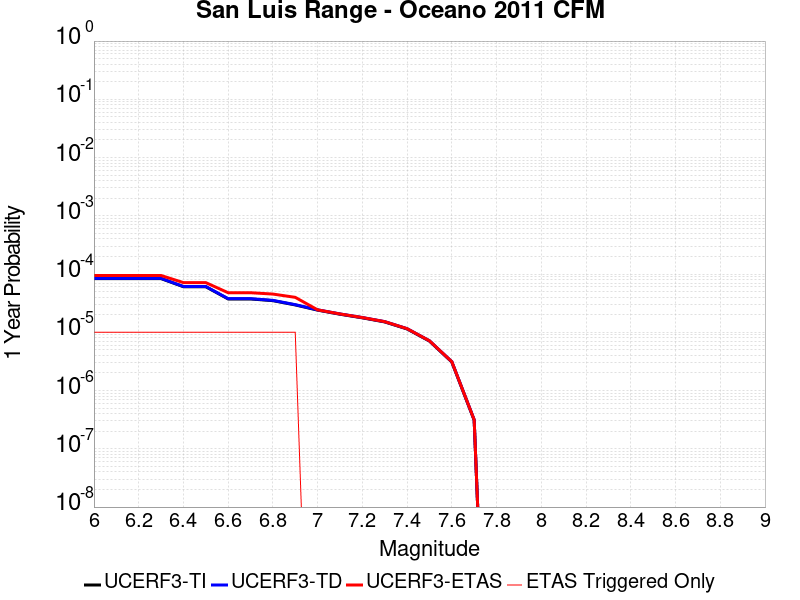 San Luis Range - Oceano 2011 CFM
10^0
10^-1
10^-2
10^-3
10^-4
10^-5
10^-6
10^-7
10^-8
1 Year Probability
6 6.2 6.4 6.6 6.8 7 7.2 7.4 7.6 7.8 8 8.2 8.4 8.6 8.8 9
Magnitude
UCERF3-TI UCERF3-TD UCERF3-ETAS ETAS Triggered Only